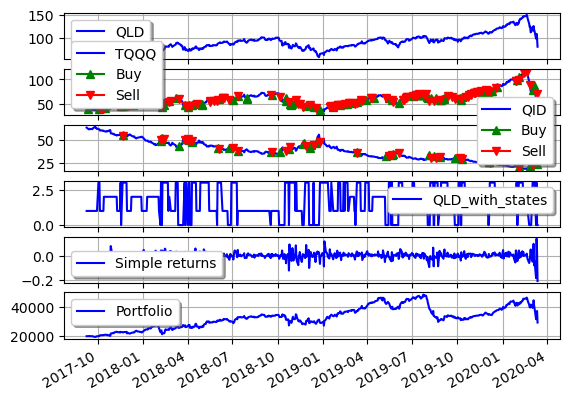 150
100
QLD
TQQQ
Buy
Sell
100
50
QID
Buy
Sell
50
25
2.5
0.0
QLD_with_states
0.0
−0.2
Simple returns
40000
20000
Portfolio
2017-10
2018-01
2018-04
2018-07
2018-10
2019-01
2019-04
2019-07
2019-10
2020-01
2020-04